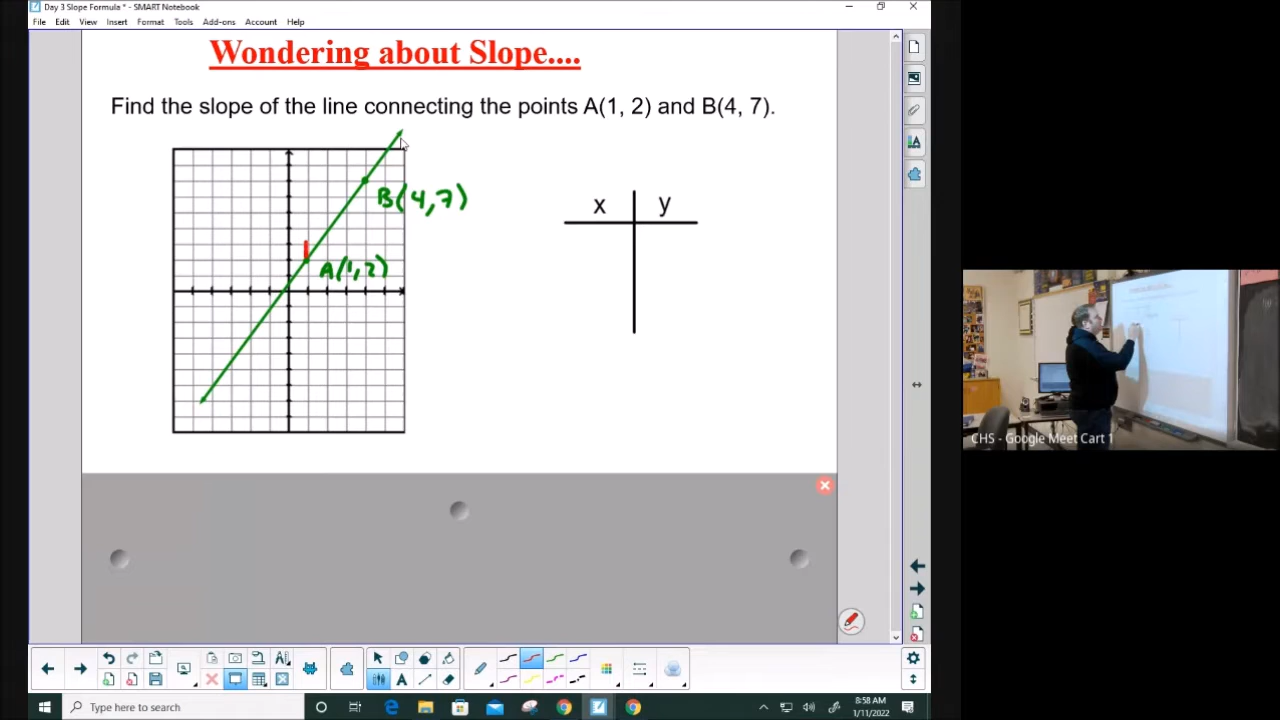 Day 3 Slope Formula * - SMART Notebook
File Edit View Insert Format Tools Add-ons Account Help
Wondering about Slope....
Find the slope of the line connecting the points A(1, 2) and B(4, 7).
B(4,7)
x y
A(1,2)
CHS - Google Meet Cart 1
Type here to search
8:58 AM
1/11/2022